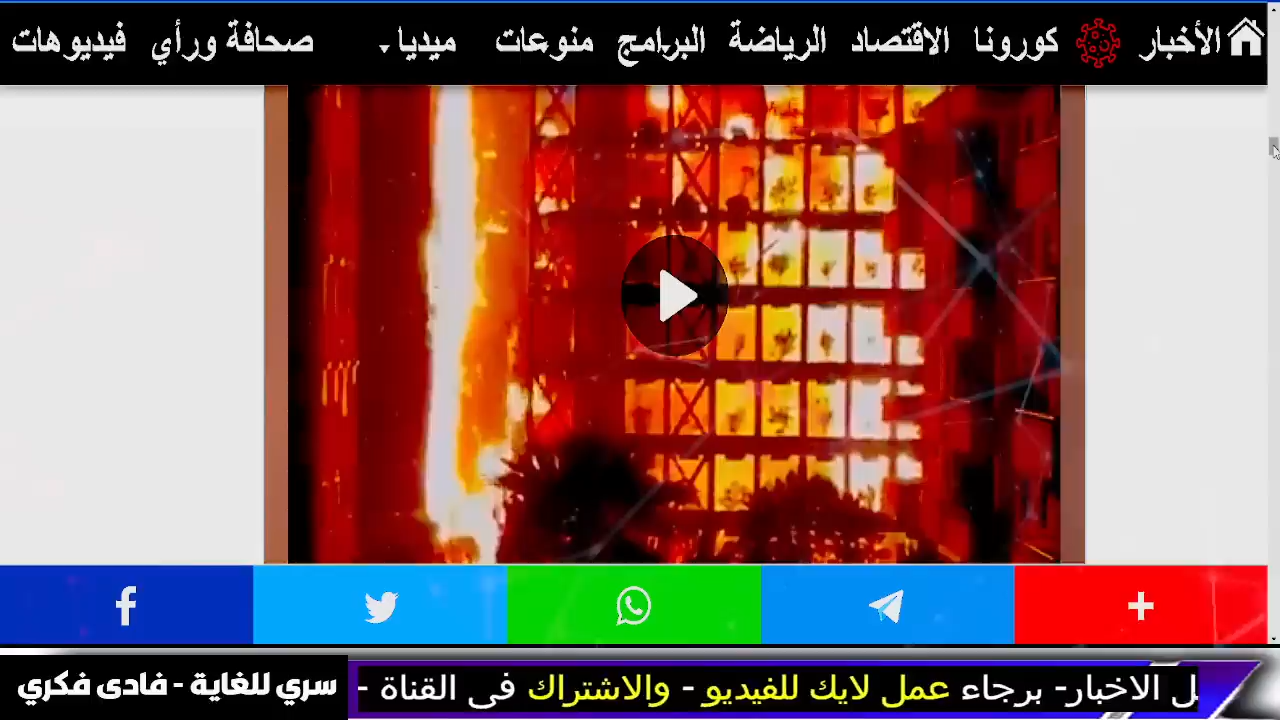 الأخبار كورونا الاقتصاد الرياضة البرامج منوعات ميديا صحافة ورأي فيديوهات
ل الاخبار- برجاء عمل لايك للفيديو - والاشتراك فى القناة -
سري للغاية - فادى فكري